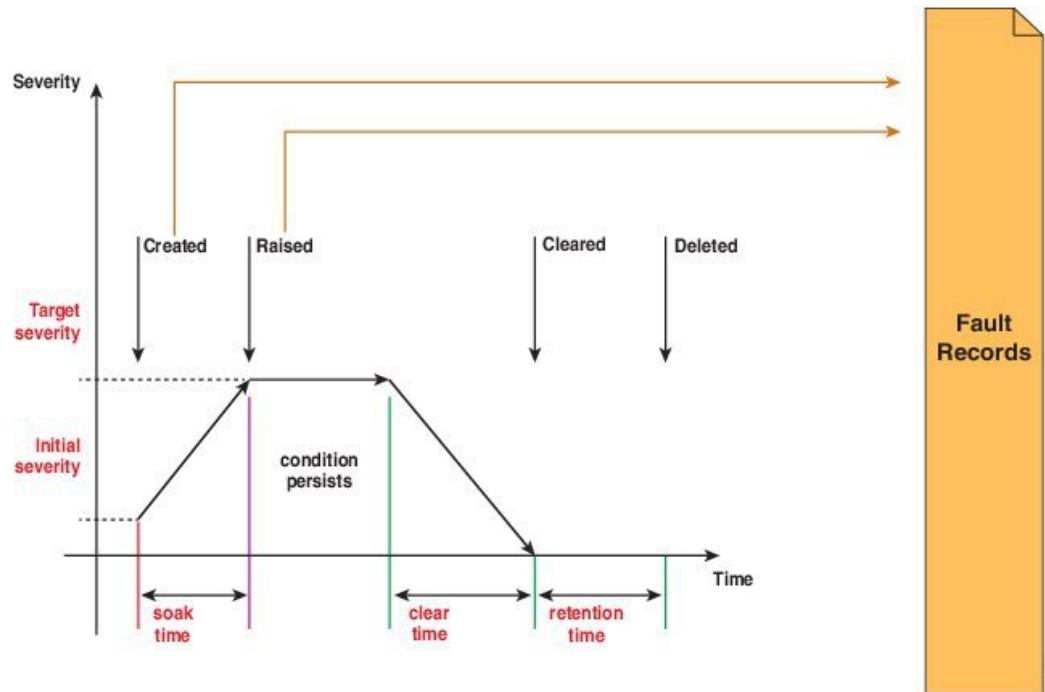 Severity
Created
Raised
Cleared
Deleted
Target
severity
Fault
Records
Initial
severity
condition
persists
Time
soak
time
clear
time
retention
time